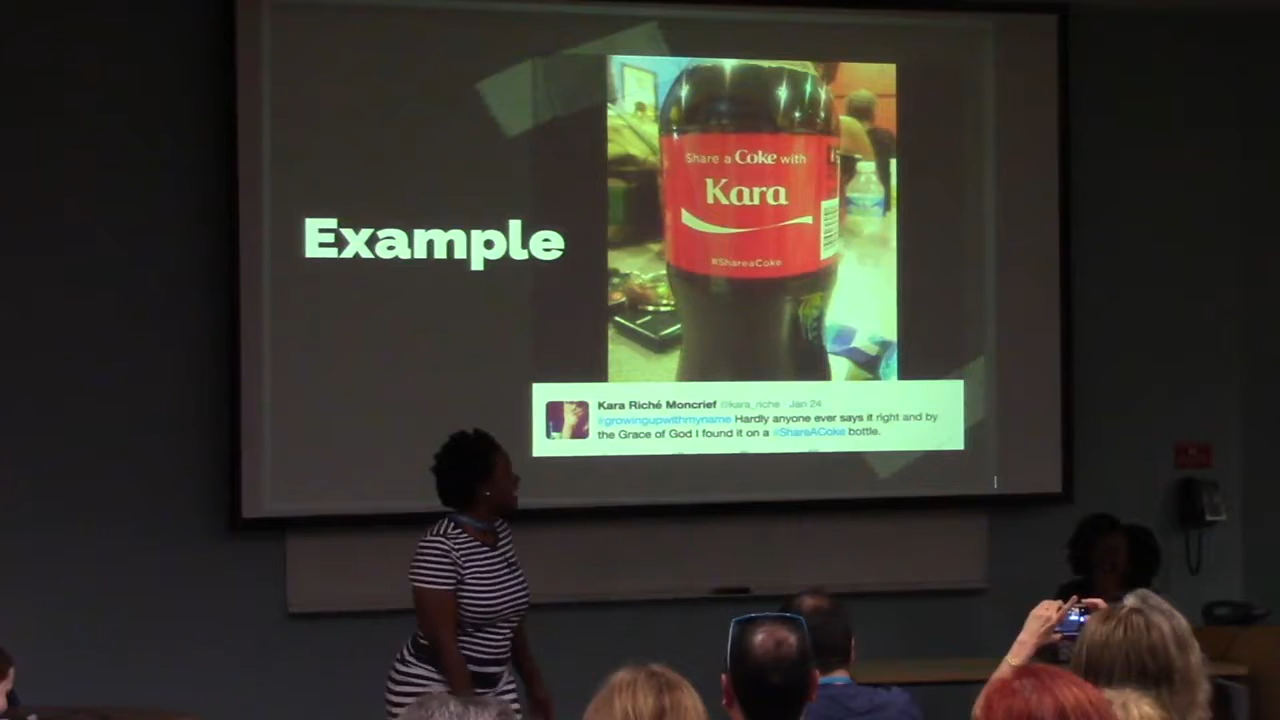 Example
Share a Coke with
Kara
#ShareaCoke
Kara Riché Moncrief @kara_riche · Jan 24
#growingupwithmyname Hardly anyone ever says it right and by
the Grace of God I found it on a #ShareACoke bottle.